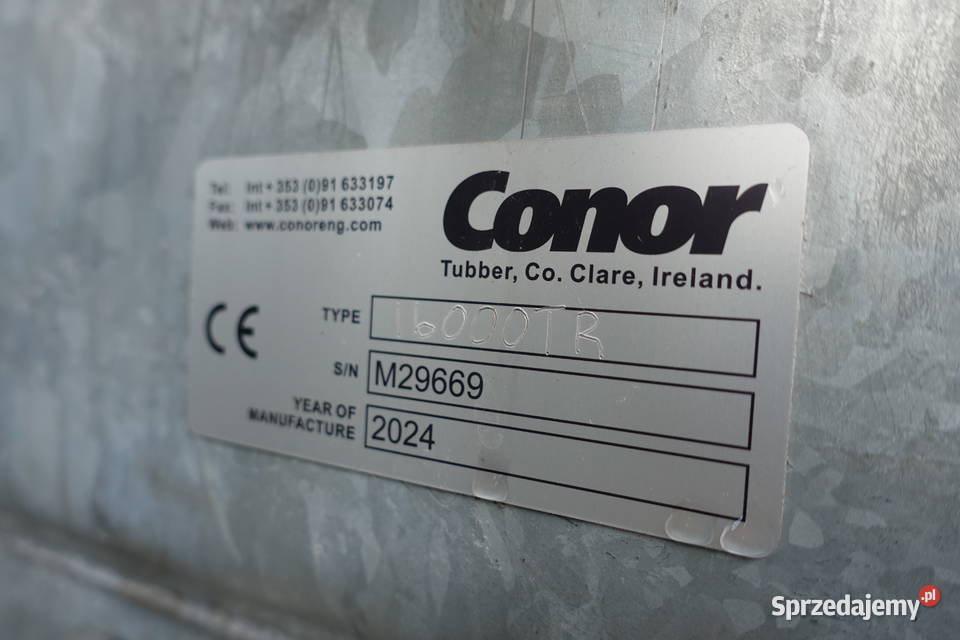 Tel: Int + 353 (0)91 633197
Fax: Int + 353 (0)91 633074
Web: www.conoreng.com
Conor
Tubber, Co. Clare, Ireland.
CE
TYPE 16000TR
S/N M29669
YEAR OF
MANUFACTURE 2024
Sprzedajemy.pl